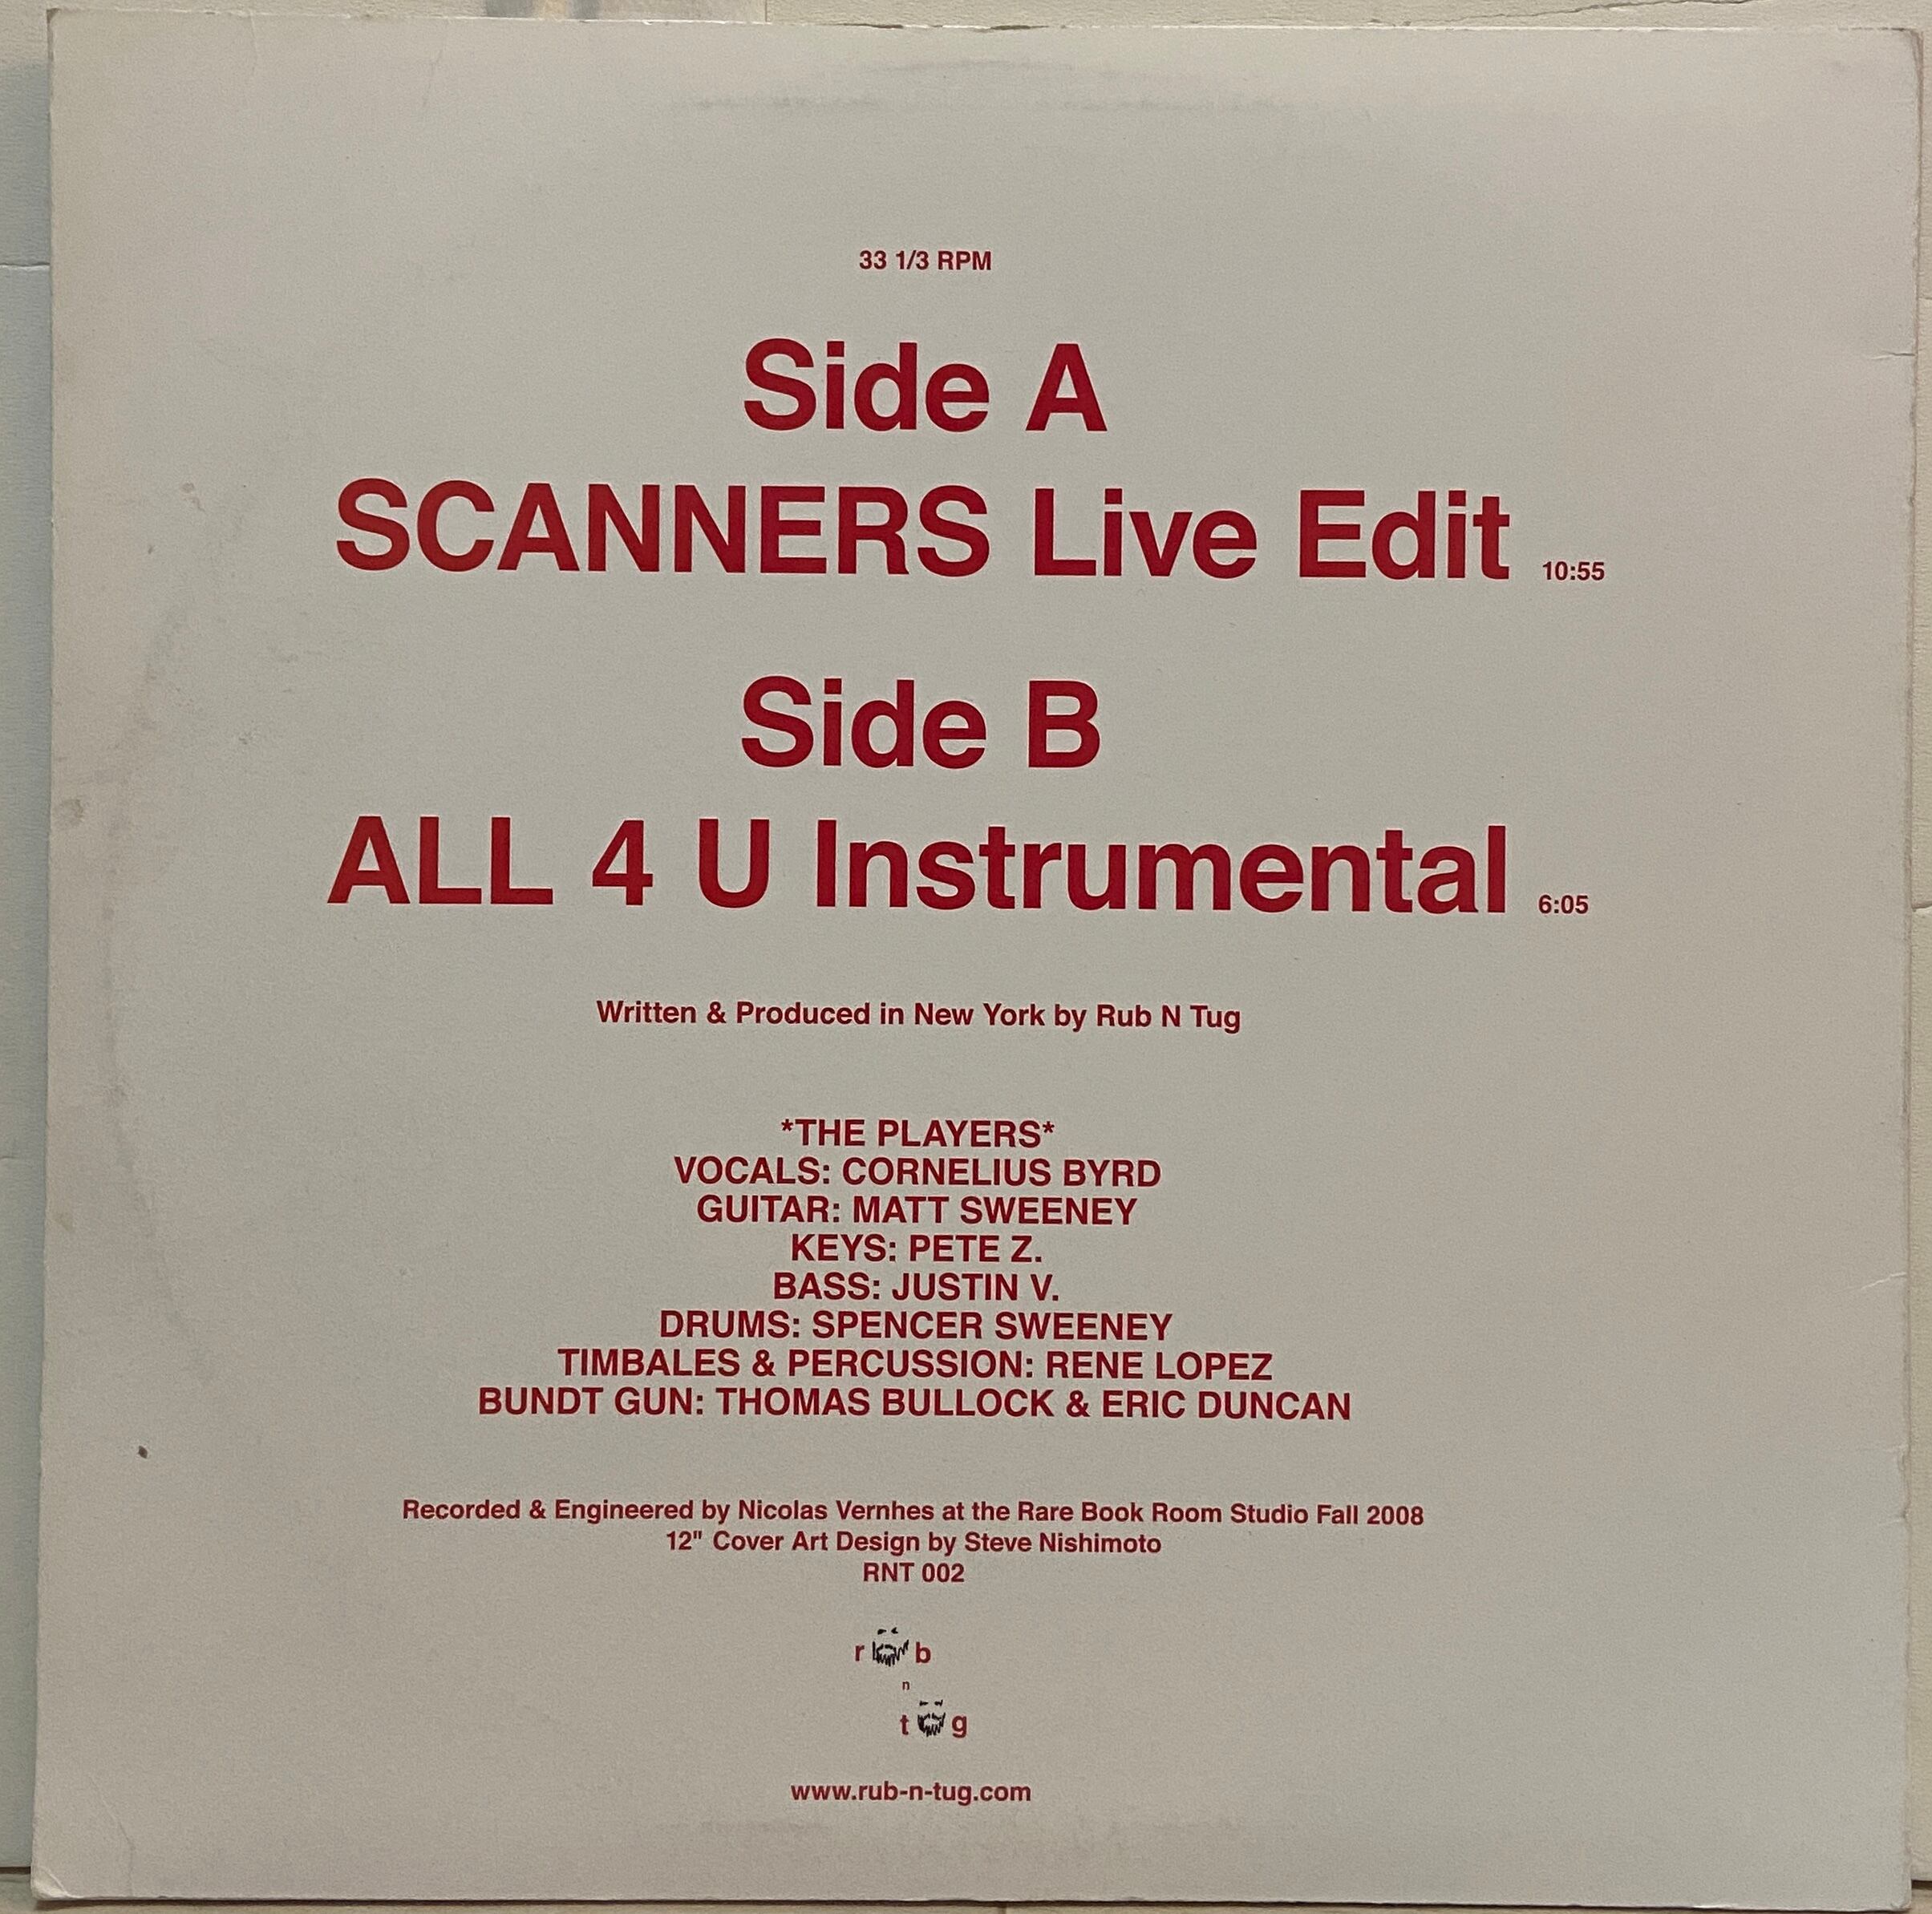 33 1/3 RPM
Side A
SCANNERS Live Edit 10:55
Side B
ALL 4 U Instrumental 6:05
Written & Produced in New York by Rub N Tug
*THE PLAYERS*
VOCALS: CORNELIUS BYRD
GUITAR: MATT SWEENEY
KEYS: PETE Z.
BASS: JUSTIN V.
DRUMS: SPENCER SWEENEY
TIMBALES & PERCUSSION: RENE LOPEZ
BUNDT GUN: THOMAS BULLOCK & ERIC DUNCAN
Recorded & Engineered by Nicolas Vernhes at the Rare Book Room Studio Fall 2008
12" Cover Art Design by Steve Nishimoto
RNT 002
r b
n
t g
www.rub-n-tug.com